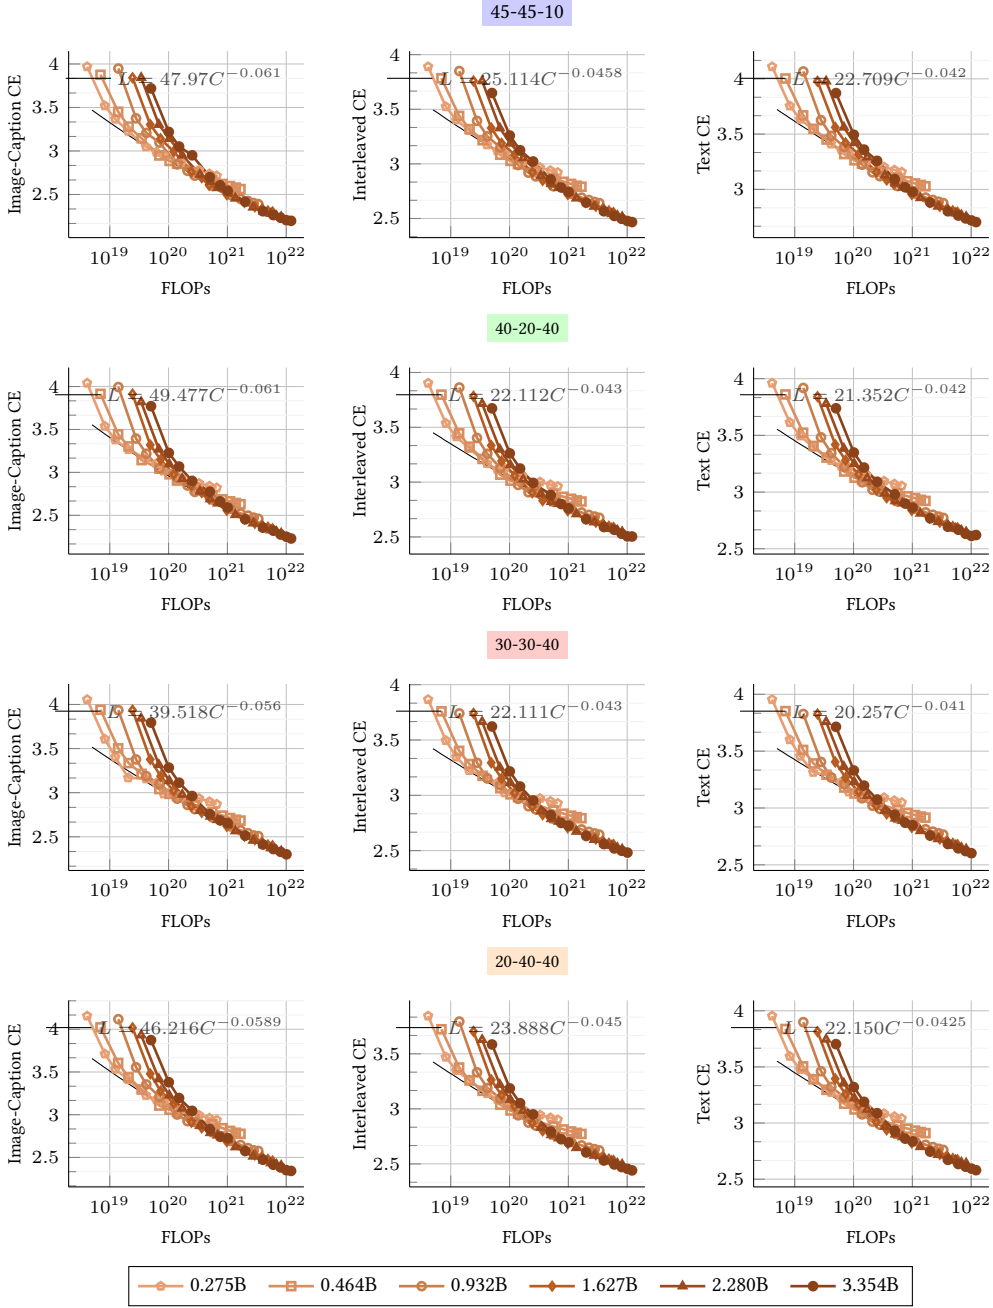 45-45-10
4
3.5
3
2.5
Image-Caption CE
L = 47.97C^−0.061
10^19 10^20 10^21 10^22
FLOPs
4
3.5
3
2.5
Interleaved CE
L = 25.114C^−0.0458
10^19 10^20 10^21 10^22
FLOPs
4
3.5
3
Text CE
L = 22.709C^−0.042
10^19 10^20 10^21 10^22
FLOPs
40-20-40
4
3.5
3
2.5
Image-Caption CE
L = 49.477C^−0.061
10^19 10^20 10^21 10^22
FLOPs
4
3.5
3
2.5
Interleaved CE
L = 22.112C^−0.043
10^19 10^20 10^21 10^22
FLOPs
4
3.5
3
2.5
Text CE
L = 21.352C^−0.042
10^19 10^20 10^21 10^22
FLOPs
30-30-40
4
3.5
3
2.5
Image-Caption CE
L = 39.518C^−0.056
10^19 10^20 10^21 10^22
FLOPs
4
3.5
3
2.5
Interleaved CE
L = 22.111C^−0.043
10^19 10^20 10^21 10^22
FLOPs
4
3.5
3
2.5
Text CE
L = 20.257C^−0.041
10^19 10^20 10^21 10^22
FLOPs
20-40-40
4
3.5
3
2.5
Image-Caption CE
L = 46.216C^−0.0589
10^19 10^20 10^21 10^22
FLOPs
3.5
3
2.5
Interleaved CE
L = 23.888C^−0.045
10^19 10^20 10^21 10^22
FLOPs
4
3.5
3
2.5
Text CE
L = 22.150C^−0.0425
10^19 10^20 10^21 10^22
FLOPs
0.275B 0.464B 0.932B 1.627B 2.280B 3.354B